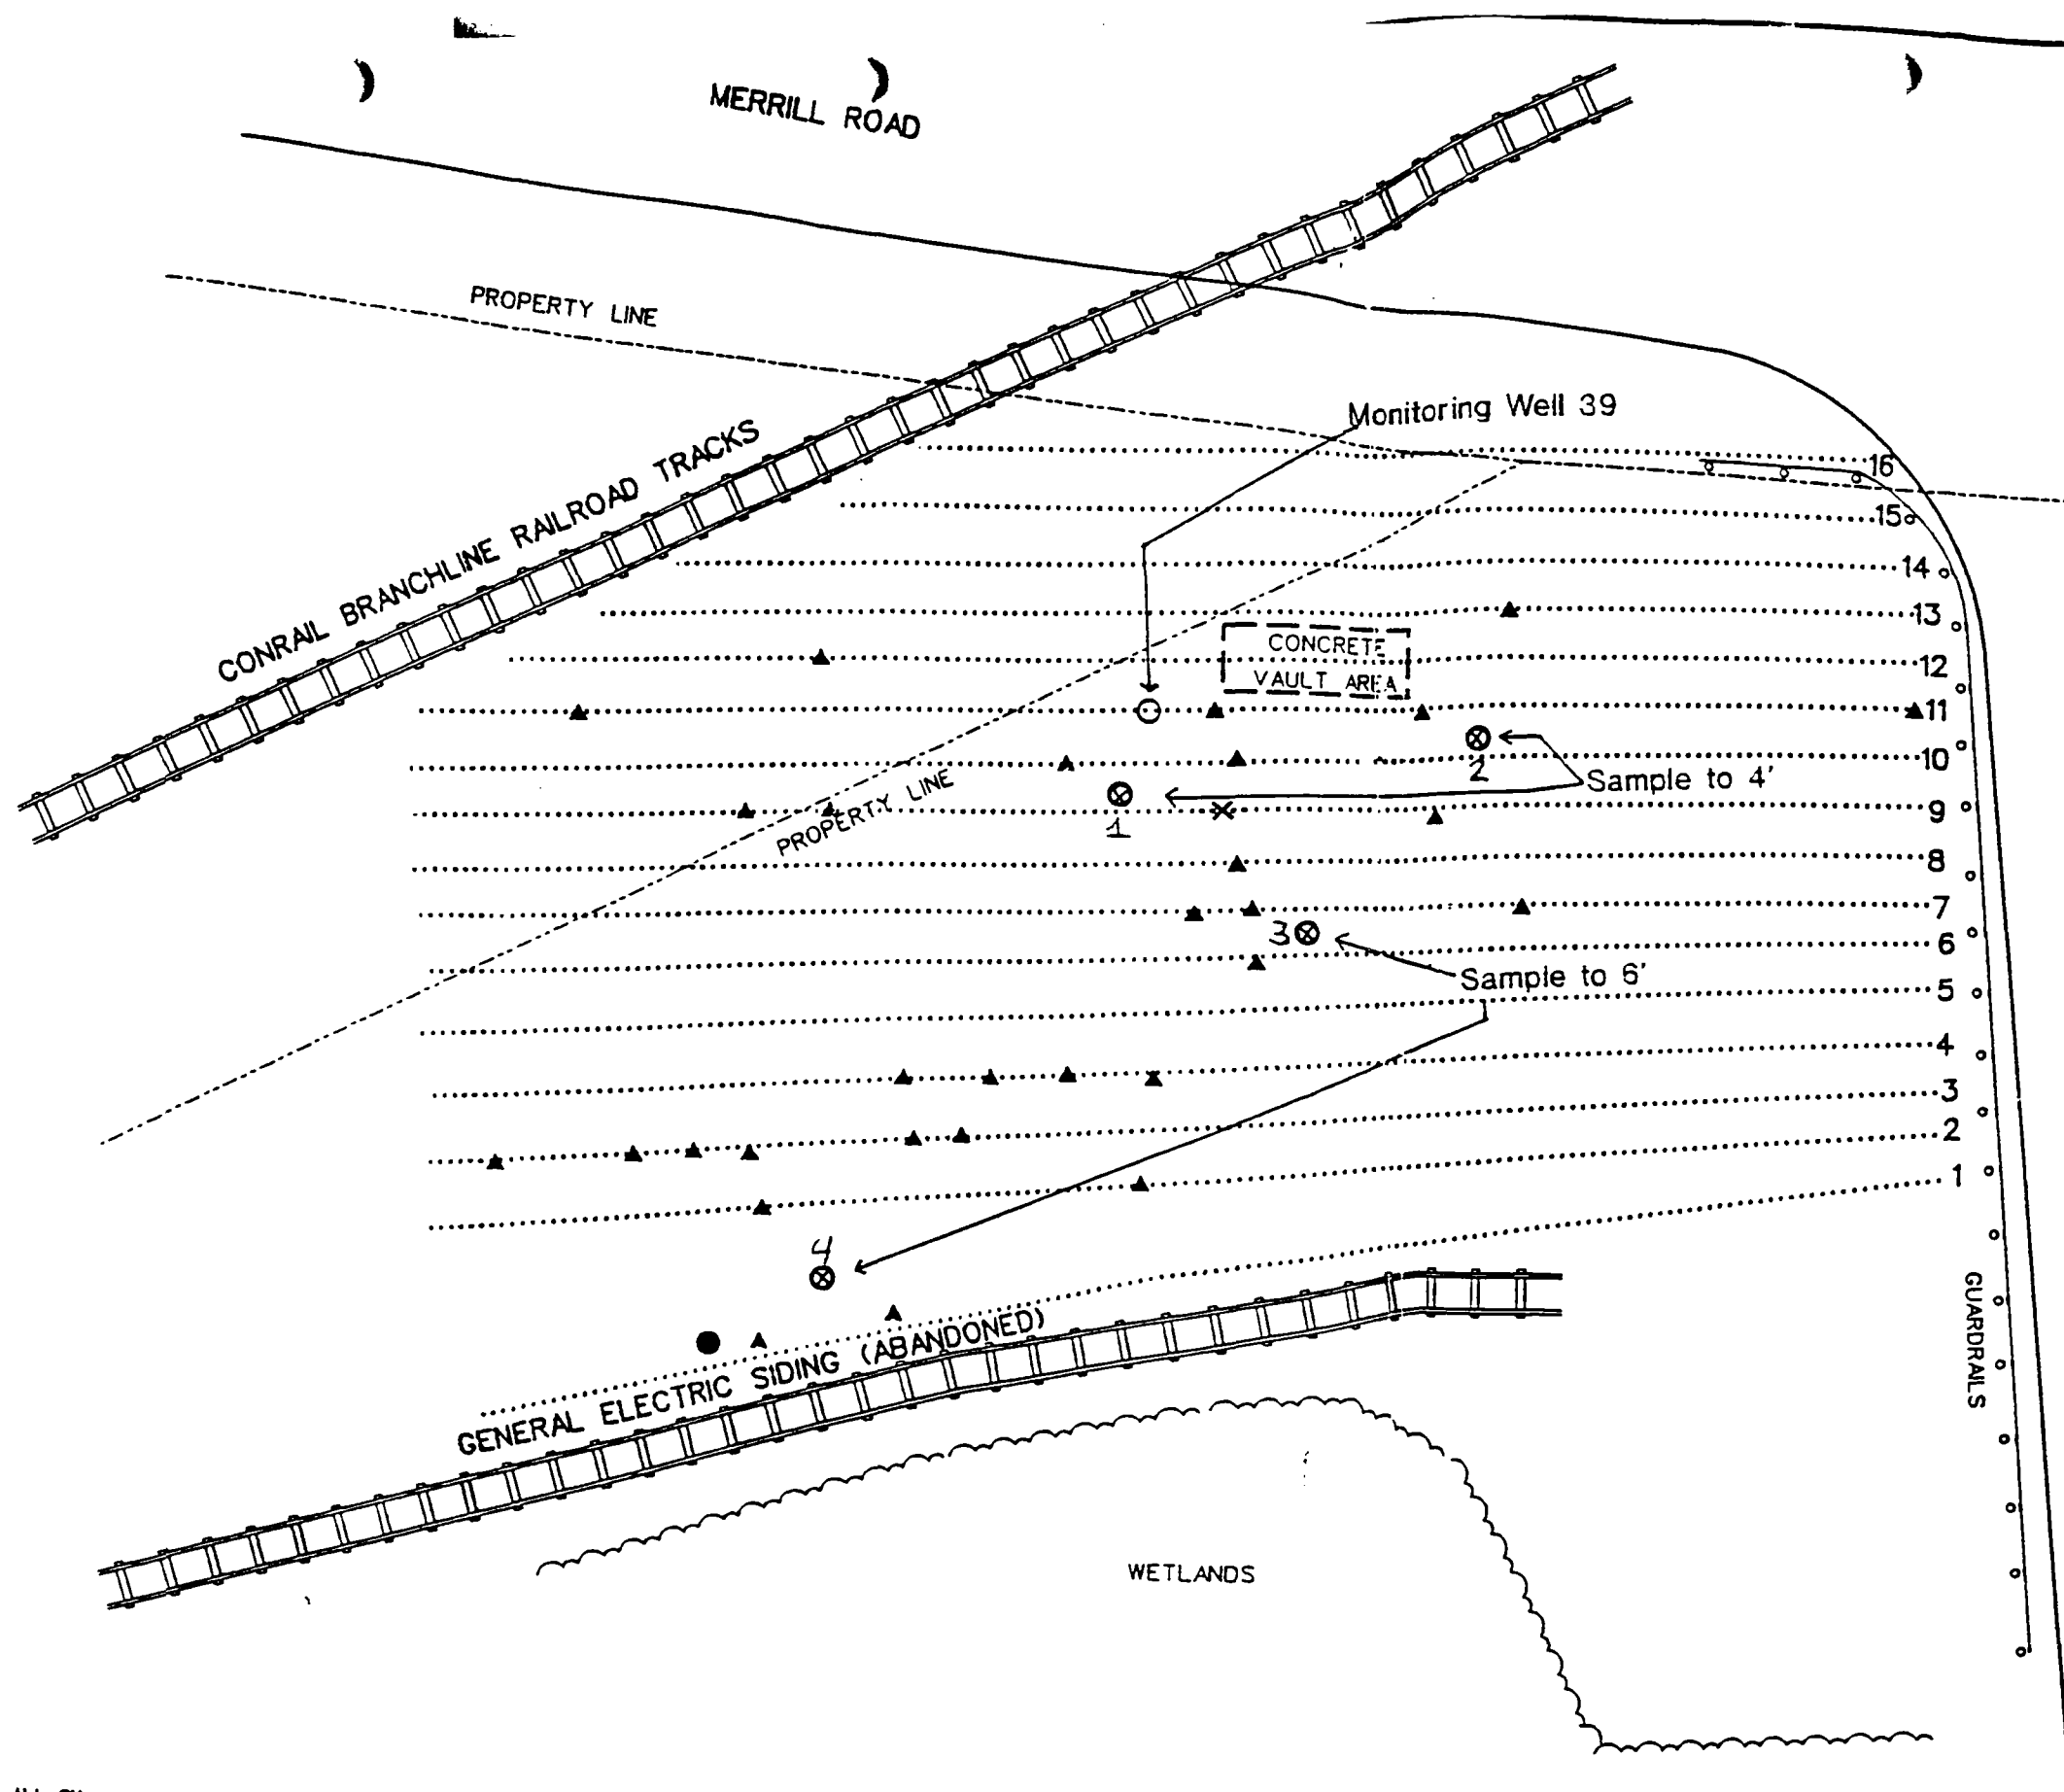 MERRILL ROAD
PROPERTY LINE
Monitoring Well 39
CONRAIL BRANCHLINE RAILROAD TRACKS
16
15
14
13
CONCRETE
VAULT AREA
12
11
10
2
Sample to 4'
PROPERTY LINE
1
9
8
7
3
6
Sample to 6'
5
4
3
2
1
4
GUARDRAILS
GENERAL ELECTRIC SIDING (ABANDONED)
WETLANDS